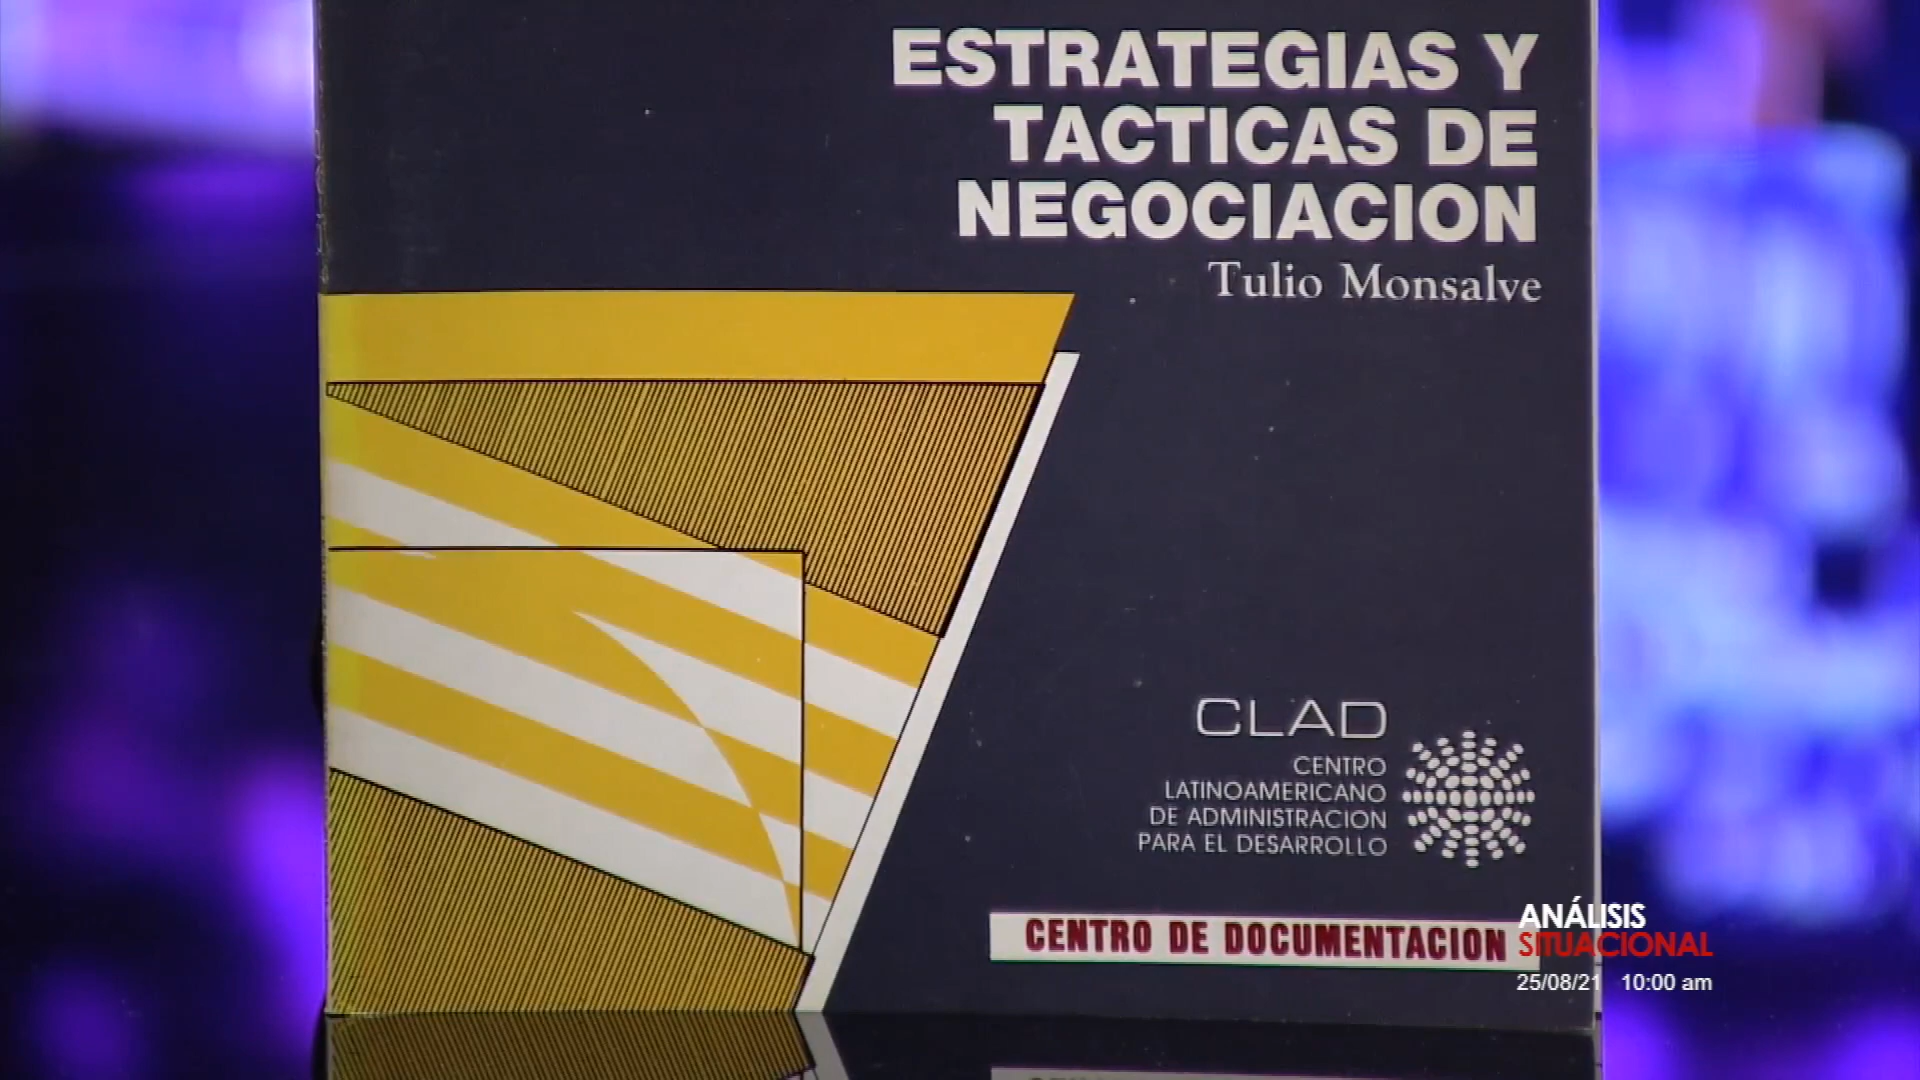 ESTRATEGIAS Y
TACTICAS DE
NEGOCIACION
Tulio Monsalve
CLAD
CENTRO
LATINOAMERICANO
DE ADMINISTRACION
PARA EL DESARROLLO
CENTRO DE DOCUMENTACION
ANÁLISIS
SITUACIONAL
25/08/21 10:00 am